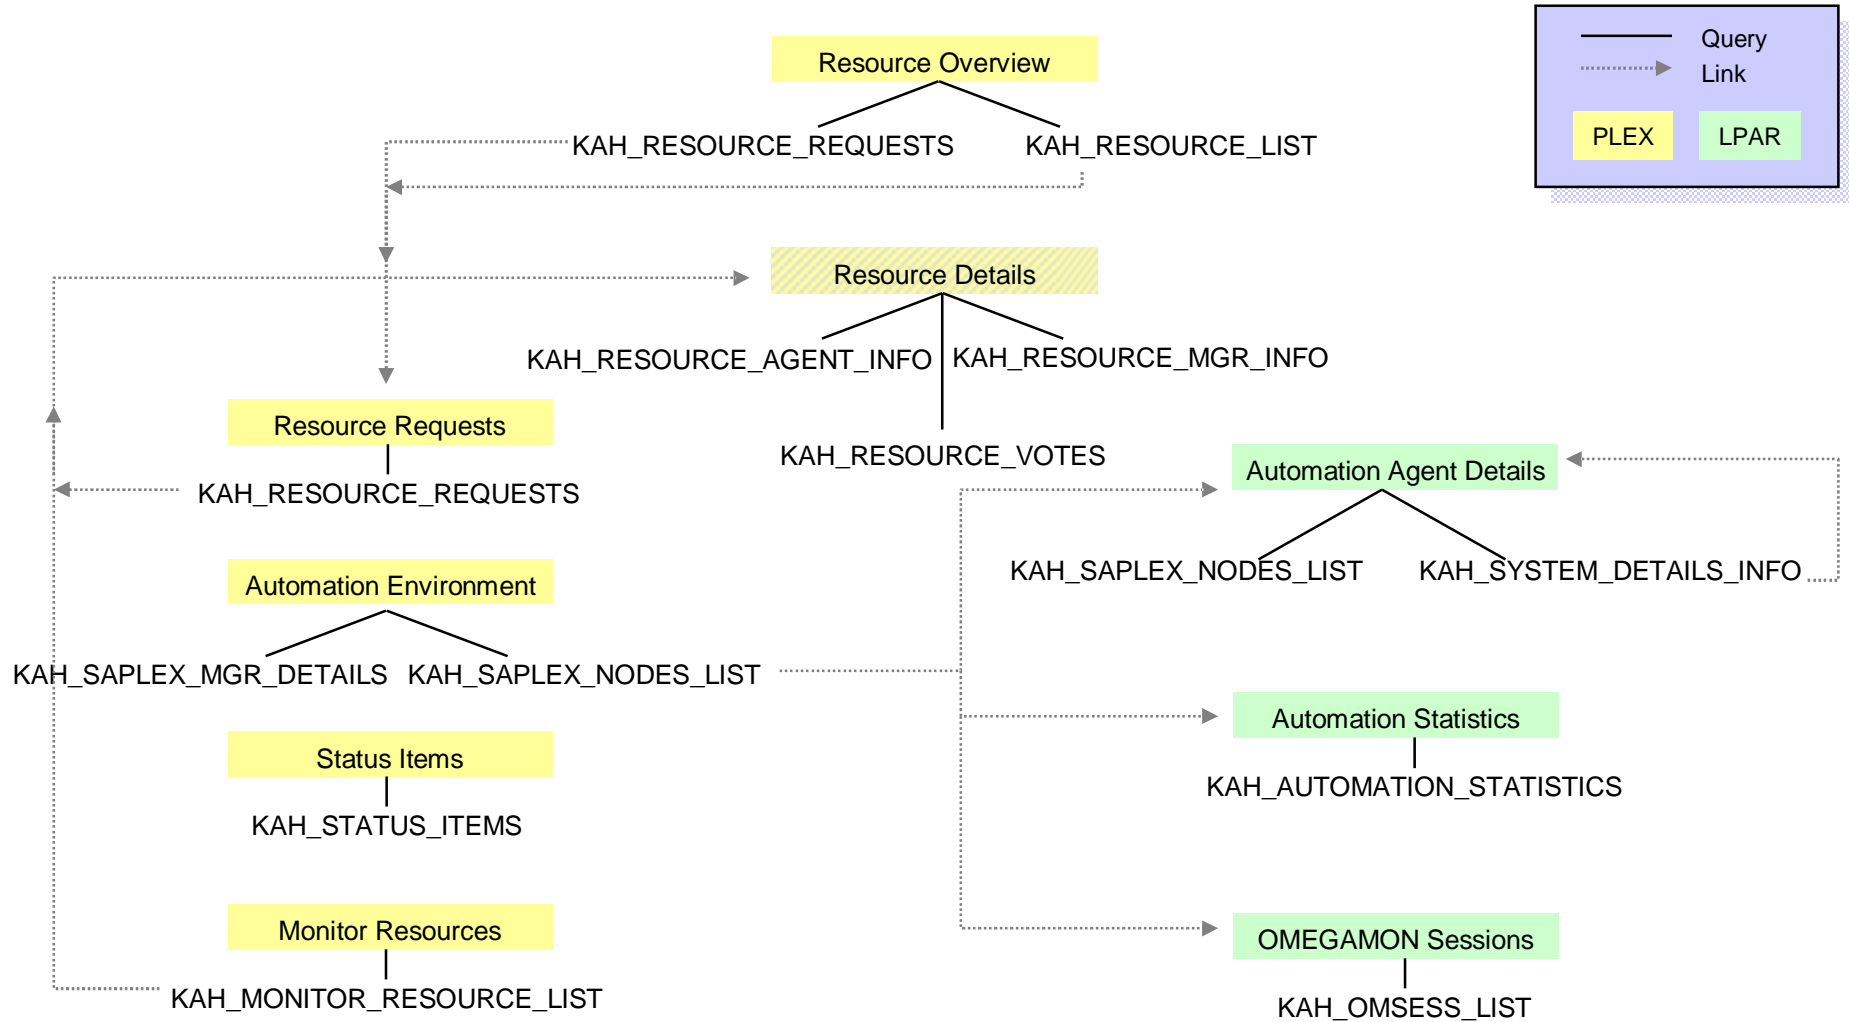 Resource Overview
KAH_RESOURCE_REQUESTS
KAH_RESOURCE_LIST
Query
Link
PLEX
LPAR
Resource Details
KAH_RESOURCE_AGENT_INFO
KAH_RESOURCE_MGR_INFO
KAH_RESOURCE_VOTES
Resource Requests
KAH_RESOURCE_REQUESTS
Automation Agent Details
KAH_SAPLEX_NODES_LIST
KAH_SYSTEM_DETAILS_INFO
Automation Environment
KAH_SAPLEX_MGR_DETAILS
KAH_SAPLEX_NODES_LIST
Automation Statistics
KAH_AUTOMATION_STATISTICS
Status Items
KAH_STATUS_ITEMS
Monitor Resources
KAH_MONITOR_RESOURCE_LIST
OMEGAMON Sessions
KAH_OMSESS_LIST